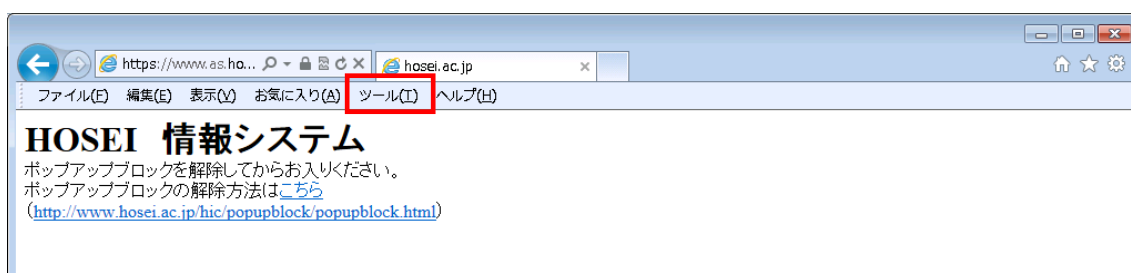 https://www.as.ho...
hosei.ac.jp
ファイル(F) 編集(E) 表示(V) お気に入り(A) ツール(T) ヘルプ(H)
HOSEI 情報システム
ポップアップブロックを解除してからお入りください。
ポップアップブロックの解除方法はこちら
(http://www.hosei.ac.jp/hic/popupblock/popupblock.html)